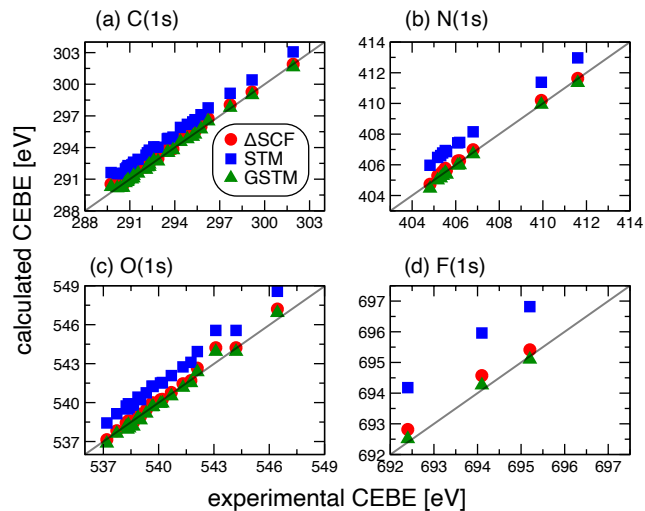 (a) C(1s)
(b) N(1s)
303
300
297
294
291
288
288 291 294 297 300 303
ΔSCF
STM
GSTM
414
412
410
408
406
404
404 406 408 410 412 414
calculated CEBE [eV]
(c) O(1s)
(d) F(1s)
549
546
543
540
537
537 540 543 546 549
697
696
695
694
693
692
692 693 694 695 696 697
experimental CEBE [eV]